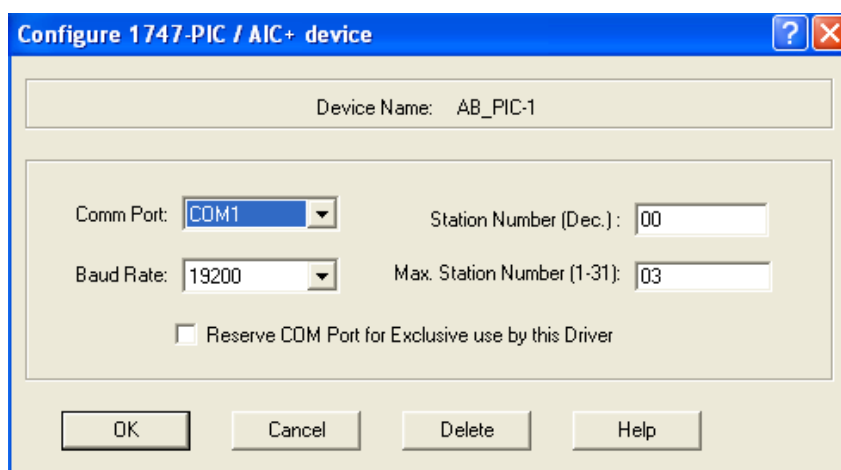 Configure 1747-PIC / AIC+ device
Device Name: AB_PIC-1
Comm Port: COM1
Station Number (Dec.) : 00
Baud Rate: 19200
Max. Station Number (1-31): 03
Reserve COM Port for Exclusive use by this Driver
OK Cancel Delete Help